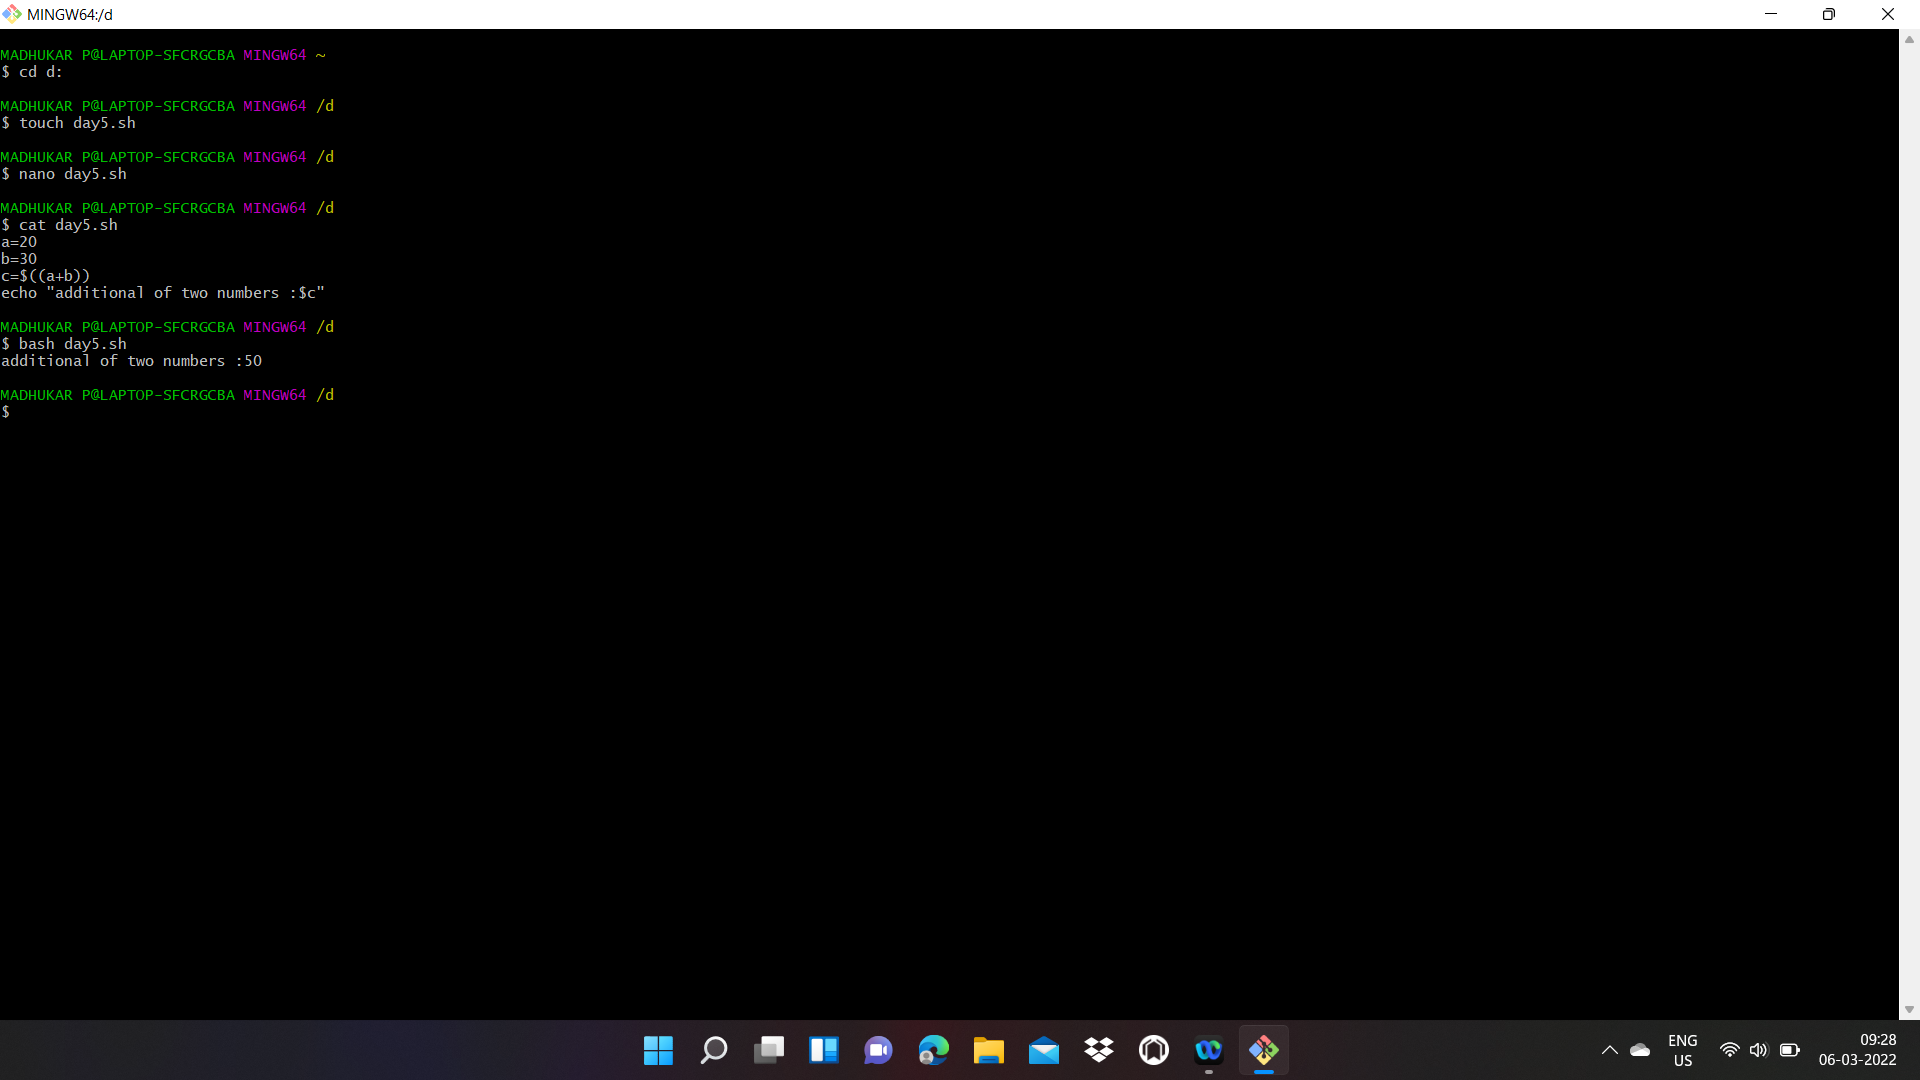 MINGW64:/d
MADHUKAR P@LAPTOP-SFCRGCBA MINGW64 ~
$ cd d:
MADHUKAR P@LAPTOP-SFCRGCBA MINGW64 /d
$ touch day5.sh
MADHUKAR P@LAPTOP-SFCRGCBA MINGW64 /d
$ nano day5.sh
MADHUKAR P@LAPTOP-SFCRGCBA MINGW64 /d
$ cat day5.sh
a=20
b=30
c=$((a+b))
echo "additional of two numbers :$c"
MADHUKAR P@LAPTOP-SFCRGCBA MINGW64 /d
$ bash day5.sh
additional of two numbers :50
MADHUKAR P@LAPTOP-SFCRGCBA MINGW64 /d
$
ENG
US
09:28
06-03-2022